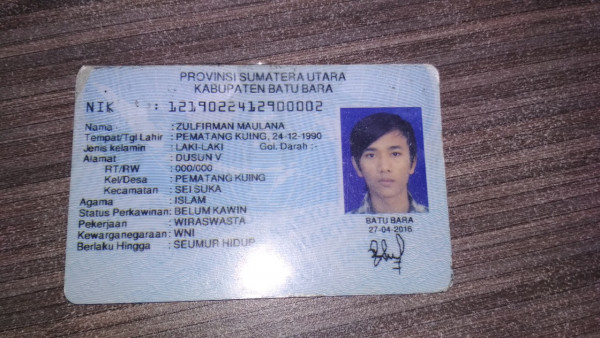 PROVINSI SUMATERA UTARA
KABUPATEN BATU BARA
NIK : 1219022412900002
Nama : ZULFIRMAN MAULANA
Tempat/Tgl Lahir : PEMATANG KUING, 24-12-1990
Jenis kelamin : LAKI-LAKI Gol. Darah :-
Alamat : DUSUN V
RT/RW : 000/000
Kel/Desa : PEMATANG KUING
Kecamatan : SEI SUKA
Agama : ISLAM
Status Perkawinan: BELUM KAWIN
Pekerjaan : WIRASWASTA
Kewarganegaraan: WNI
Berlaku Hingga : SEUMUR HIDUP
BATU BARA
27-04-2016